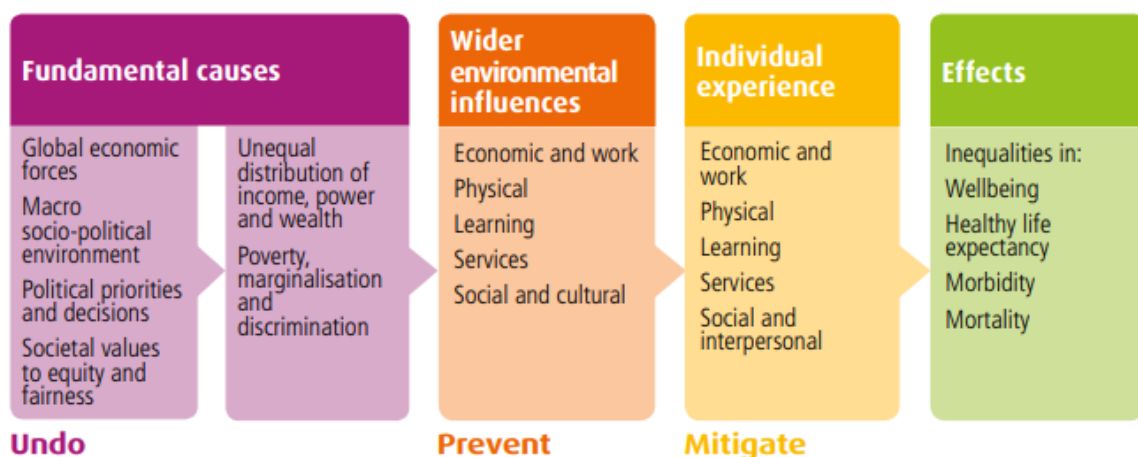 Fundamental causes
Global economic
forces
Macro
socio-political
environment
Political priorities
and decisions
Societal values
to equity and
fairness
Unequal
distribution of
income, power
and wealth
Poverty,
marginalisation
and
discrimination
Undo
Wider
environmental
influences
Economic and work
Physical
Learning
Services
Social and cultural
Prevent
Individual
experience
Economic and
work
Physical
Learning
Services
Social and
interpersonal
Mitigate
Effects
Inequalities in:
Wellbeing
Healthy life
expectancy
Morbidity
Mortality